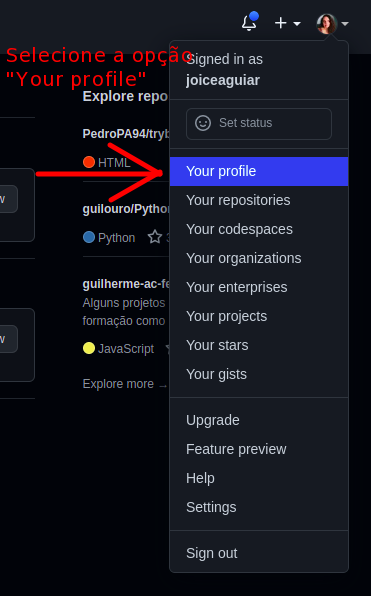 Selecione a opção
"Your profile"
Signed in as
joiceaguiar
Explore repo
Set status
PedroPA94/tryb
HTML
Your profile
Your repositories
guilouro/Python
Python
Your codespaces
Your organizations
guilherme-ac-fe
Your enterprises
Alguns projetos
formação como
Your projects
JavaScript
Your stars
Your gists
Explore more →
Upgrade
Feature preview
Help
Settings
Sign out